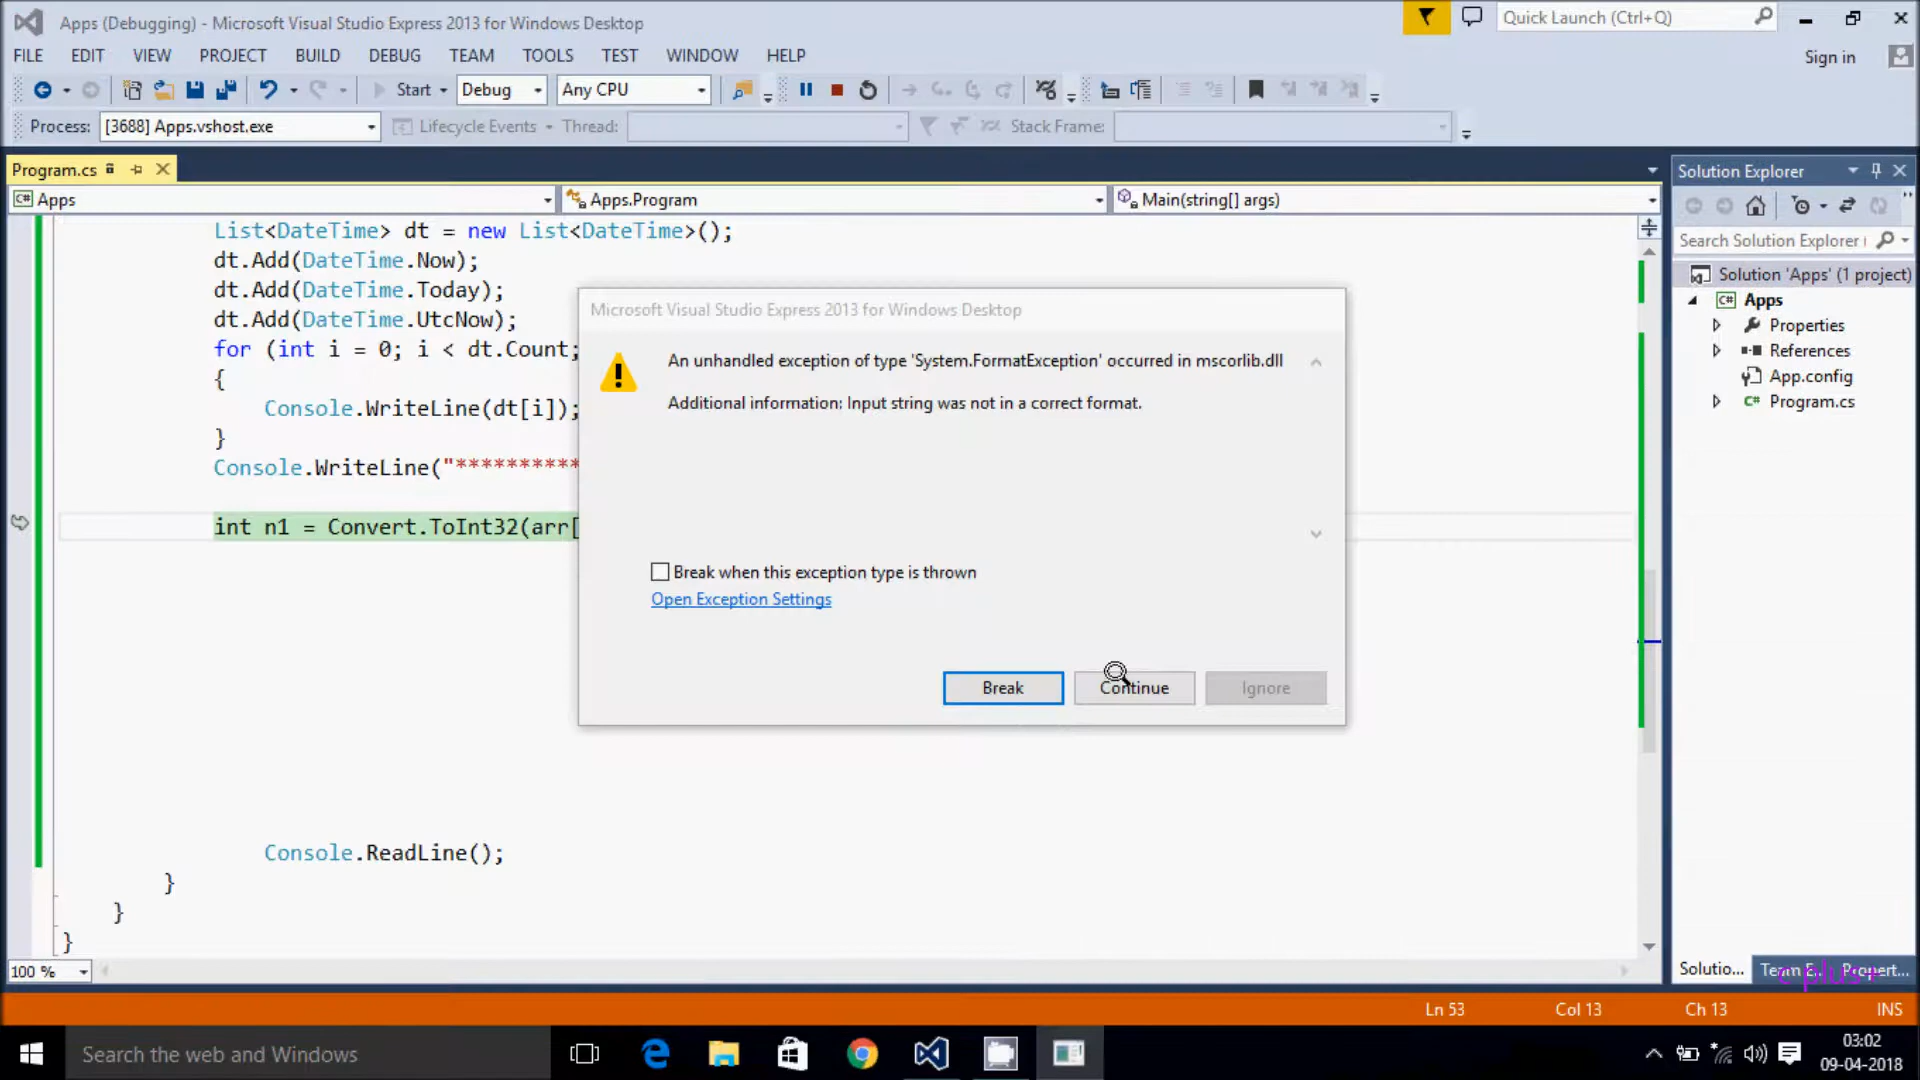 Apps (Debugging) - Microsoft Visual Studio Express 2013 for Windows Desktop
Quick Launch (Ctrl+Q)
FILE EDIT VIEW PROJECT BUILD DEBUG TEAM TOOLS TEST WINDOW HELP
Sign in
Start Debug Any CPU
Process: [3688] Apps.vshost.exe Lifecycle Events Thread: Stack Frame:
Program.cs
Apps Apps.Program Main(string[] args)
List<DateTime> dt = new List<DateTime>();
dt.Add(DateTime.Now);
dt.Add(DateTime.Today);
dt.Add(DateTime.UtcNow);
for (int i = 0; i < dt.Count;
{
Console.WriteLine(dt[i]);
}
Console.WriteLine("**********
int n1 = Convert.ToInt32(arr[
Console.ReadLine();
}
}
}
100 %
Microsoft Visual Studio Express 2013 for Windows Desktop
An unhandled exception of type 'System.FormatException' occurred in mscorlib.dll
Additional information: Input string was not in a correct format.
Break when this exception type is thrown
Open Exception Settings
Break Continue Ignore
Solution Explorer
Search Solution Explorer (
Solution 'Apps' (1 project)
C# Apps
Properties
References
App.config
C# Program.cs
Solutio... Team E... Propert...
c plus+
Ln 53 Col 13 Ch 13 INS
Search the web and Windows
03:02
09-04-2018